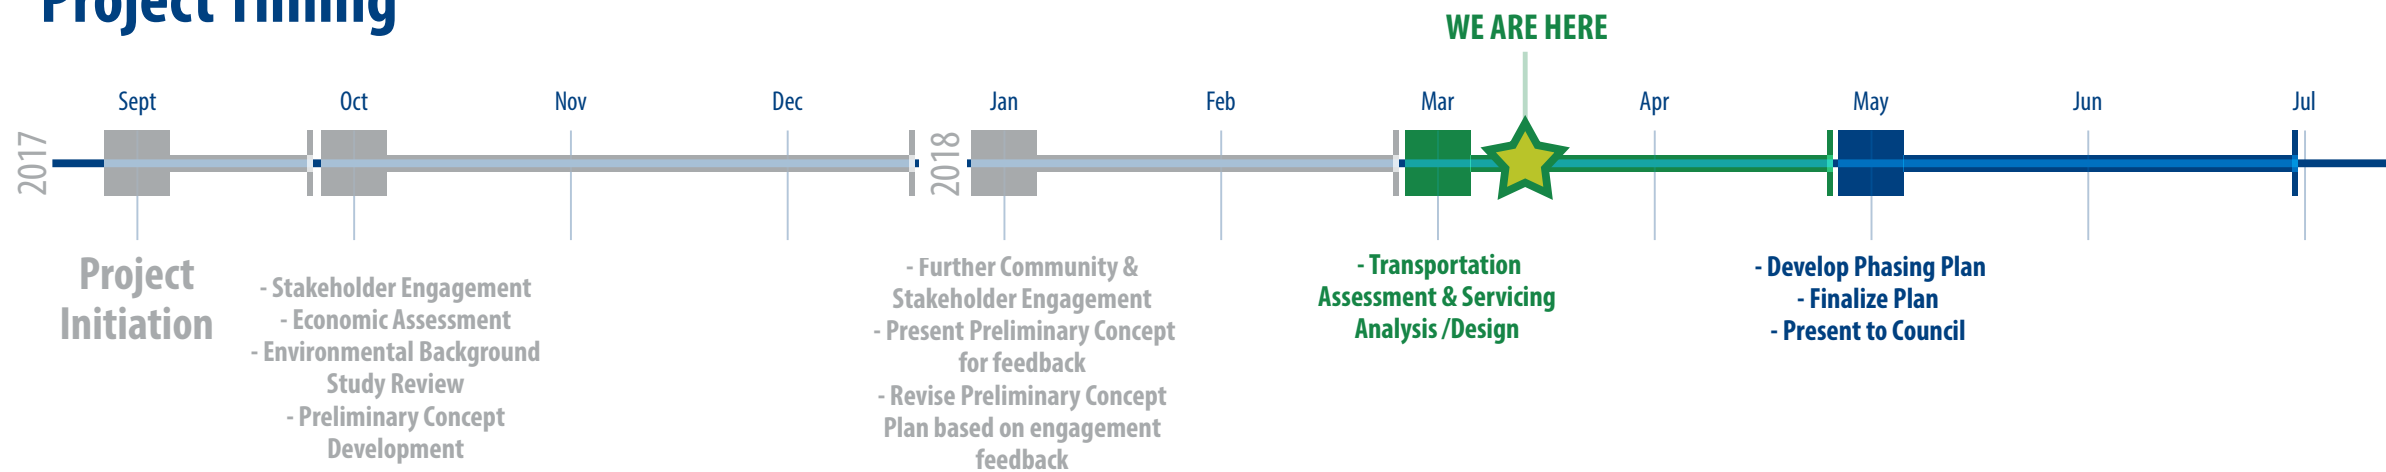 Project Timing
WE ARE HERE
Sept
Oct
Nov
Dec
Jan
Feb
Mar
Apr
May
Jun
Jul
2017
2018
Project
Initiation
- Stakeholder Engagement
- Economic Assessment
- Environmental Background
Study Review
- Preliminary Concept
Development
- Further Community &
Stakeholder Engagement
- Present Preliminary Concept
for feedback
- Revise Preliminary Concept
Plan based on engagement
feedback
- Transportation
Assessment & Servicing
Analysis /Design
- Develop Phasing Plan
- Finalize Plan
- Present to Council